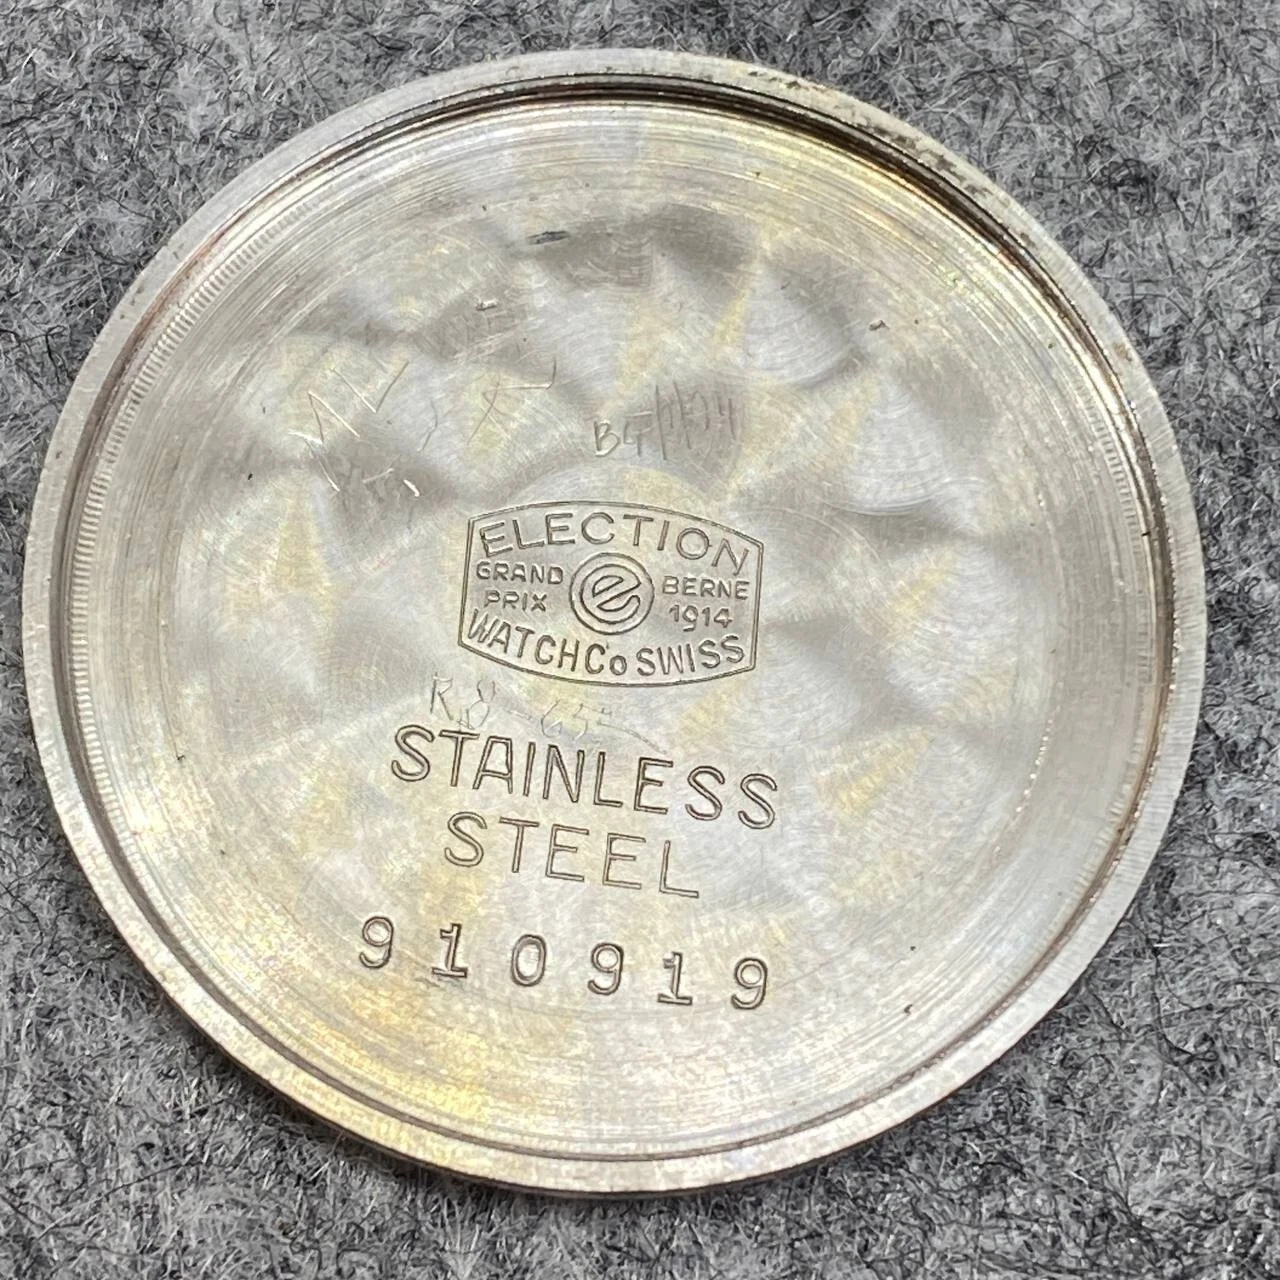 ELECTION
GRAND PRIX e BERNE 1914
WATCH Co SWISS
STAINLESS
STEEL
910919